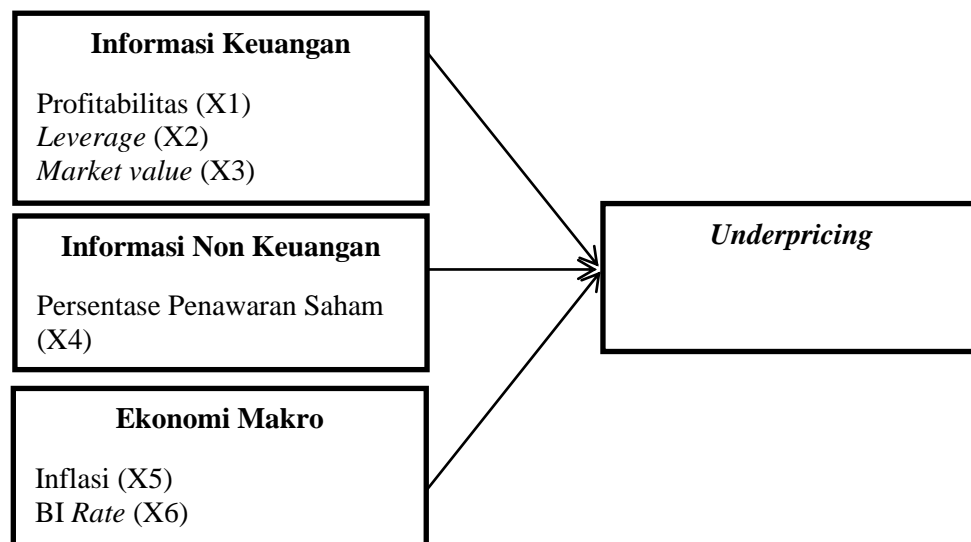 Informasi Keuangan
Profitabilitas (X1)
Leverage (X2)
Market value (X3)
Informasi Non Keuangan
Persentase Penawaran Saham
(X4)
Ekonomi Makro
Inflasi (X5)
BI Rate (X6)
Underpricing